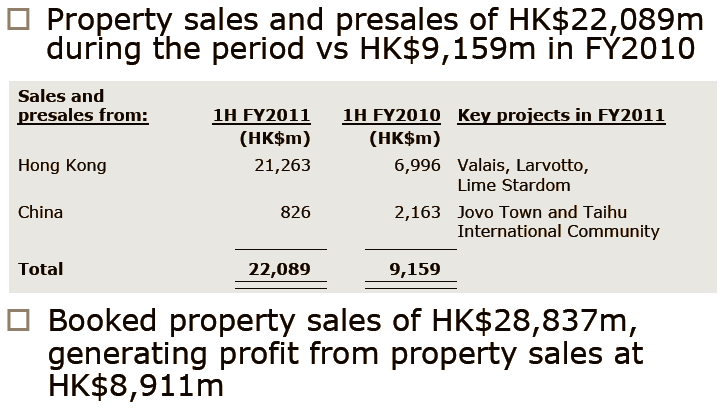 Property sales and presales of HK$22,089m
during the period vs HK$9,159m in FY2010
Sales and
presales from: 1H FY2011 1H FY2010 Key projects in FY2011
(HK$m) (HK$m)
Hong Kong 21,263 6,996 Valais, Larvotto,
Lime Stardom
China 826 2,163 Jovo Town and Taihu
International Community
Total 22,089 9,159
Booked property sales of HK$28,837m,
generating profit from property sales at
HK$8,911m